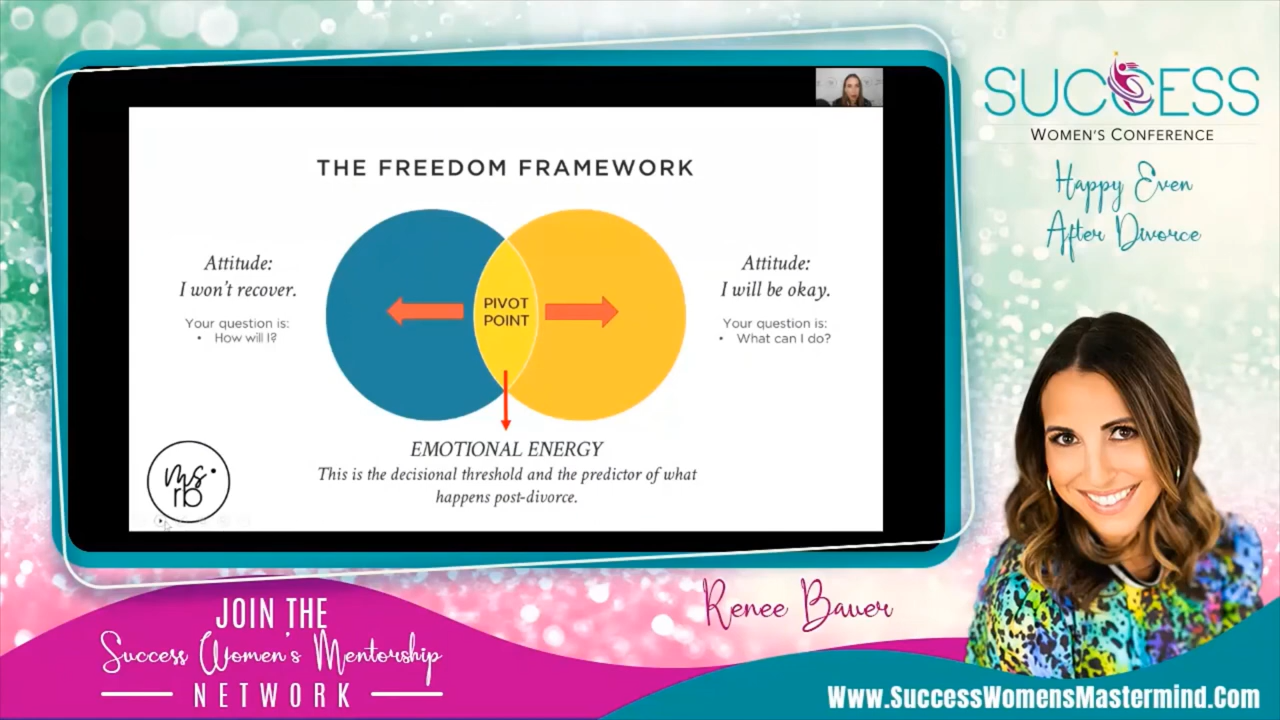 SUCCESS
WOMEN'S CONFERENCE
Happy Even
After Divorce
THE FREEDOM FRAMEWORK
Attitude:
I won't recover.
Your question is:
• How will I?
PIVOT
POINT
Attitude:
I will be okay.
Your question is:
• What can I do?
EMOTIONAL ENERGY
This is the decisional threshold and the predictor of what
happens post-divorce.
ms.
rb
Renee Bauer
JOIN THE
Success Women's Mentorship
NETWORK
Www.SuccessWomensMastermind.Com